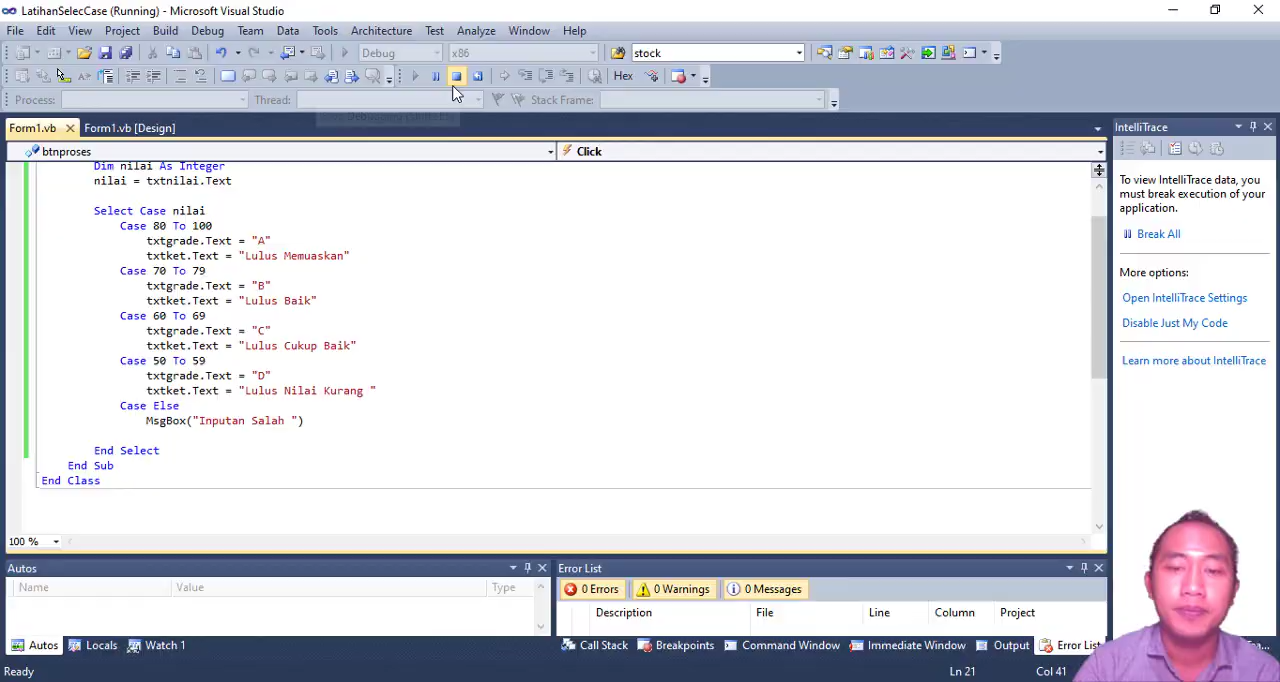 LatihanSelecCase (Running) - Microsoft Visual Studio
File Edit View Project Build Debug Team Data Tools Architecture Test Analyze Window Help
Debug x86 stock
Hex
Process: Thread: Stack Frame:
Form1.vb Form1.vb [Design]
btnproses Click
Dim nilai As Integer
nilai = txtnilai.Text
Select Case nilai
Case 80 To 100
txtgrade.Text = "A"
txtket.Text = "Lulus Memuaskan"
Case 70 To 79
txtgrade.Text = "B"
txtket.Text = "Lulus Baik"
Case 60 To 69
txtgrade.Text = "C"
txtket.Text = "Lulus Cukup Baik"
Case 50 To 59
txtgrade.Text = "D"
txtket.Text = "Lulus Nilai Kurang "
Case Else
MsgBox("Inputan Salah ")
End Select
End Sub
End Class
100 %
IntelliTrace
To view IntelliTrace data, you
must break execution of your
application.
Break All
More options:
Open IntelliTrace Settings
Disable Just My Code
Learn more about IntelliTrace
Autos
Name Value Type
Autos Locals Watch 1
Error List
0 Errors 0 Warnings 0 Messages
Description File Line Column Project
Call Stack Breakpoints Command Window Immediate Window Output Error List
Ready Ln 21 Col 41